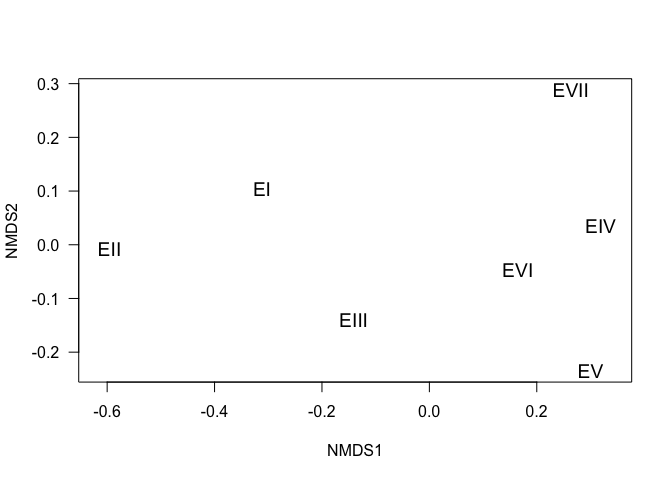 0.3
EVII
0.2
0.1
EI
EIV
0.0
EII
EVI
-0.1
EIII
-0.2
EV
NMDS2
-0.6
-0.4
-0.2
0.0
0.2
NMDS1